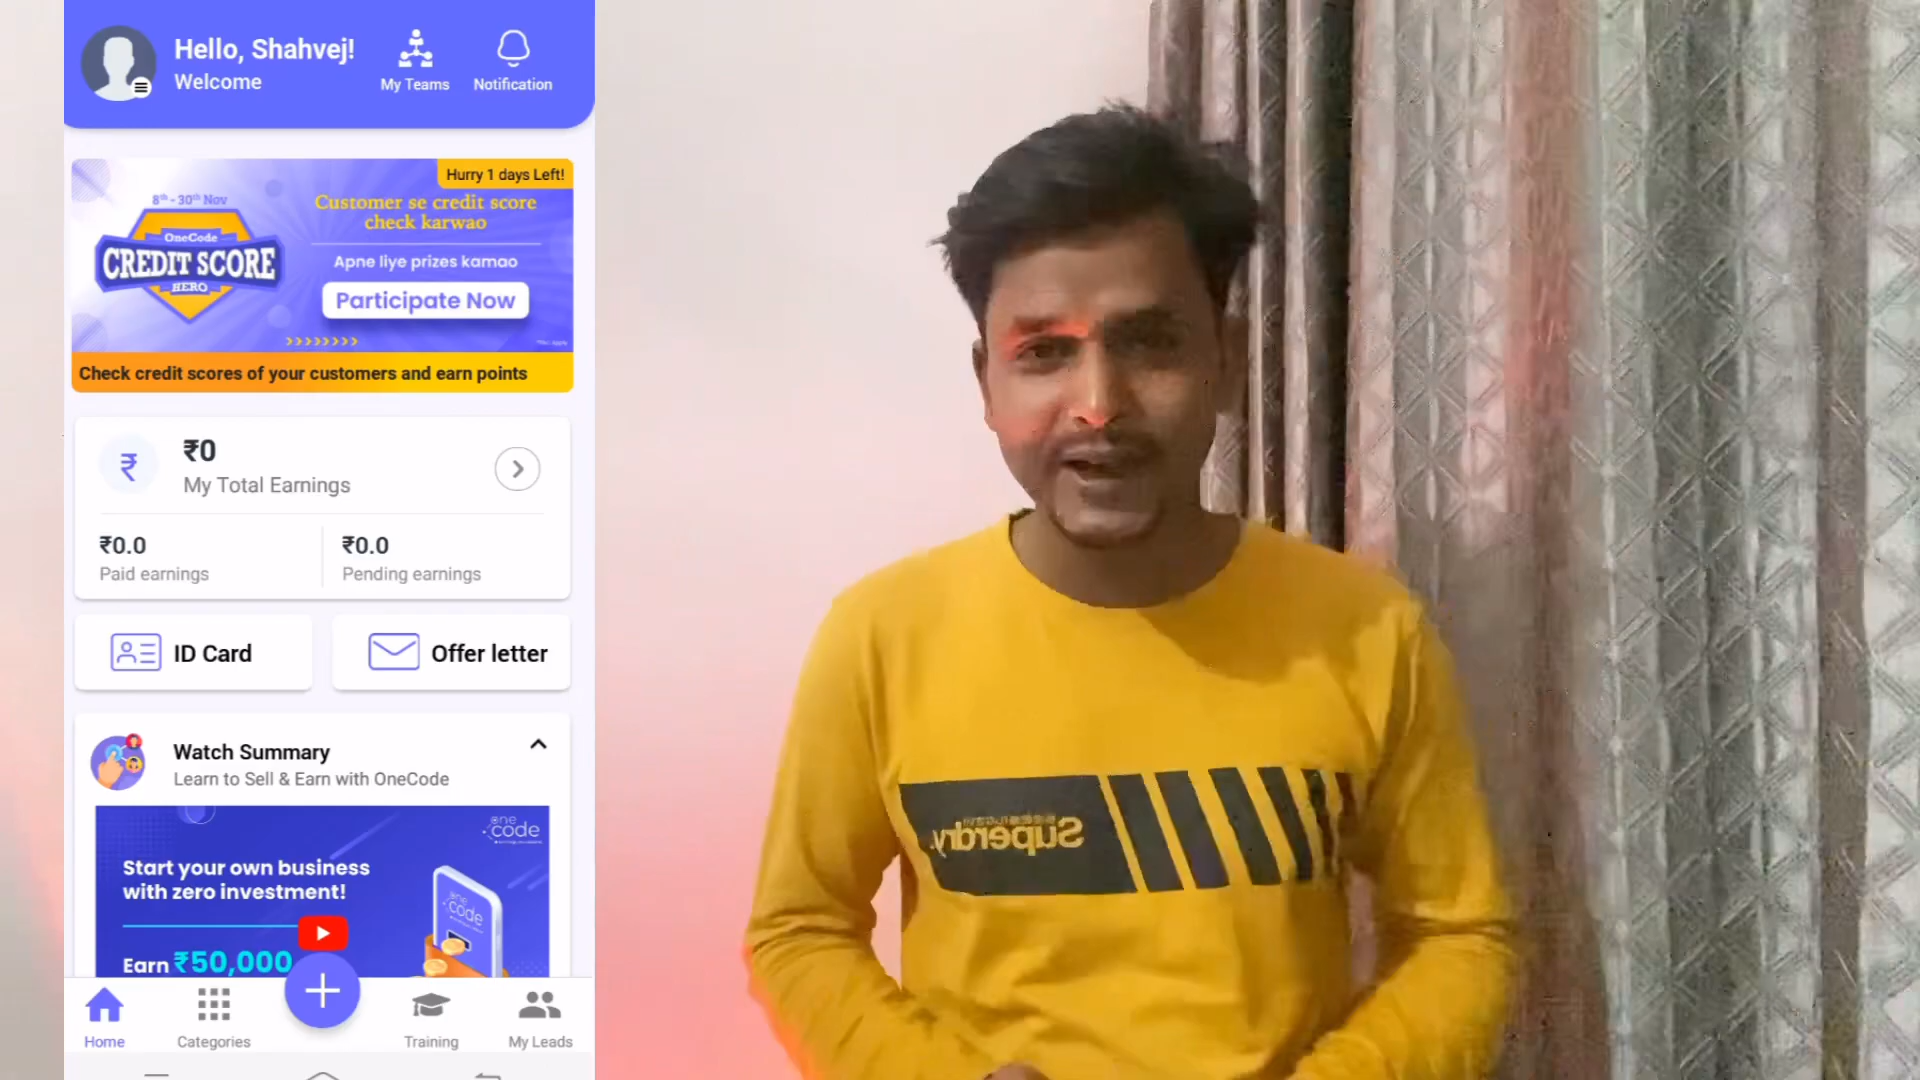 Hello, Shahvej!
Welcome
My Teams
Notification
Hurry 1 days Left!
8th - 30th Nov
OneCode
CREDIT SCORE
HERO
Customer se credit score
check karwao
Apne liye prizes kamao
Participate Now
Check credit scores of your customers and earn points
₹0
My Total Earnings
₹0.0
Paid earnings
₹0.0
Pending earnings
ID Card
Offer letter
Watch Summary
Learn to Sell & Earn with OneCode
one
code
Start your own business
with zero investment!
one
code
Earn ₹50,000
Home
Categories
Training
My Leads
Superdry.